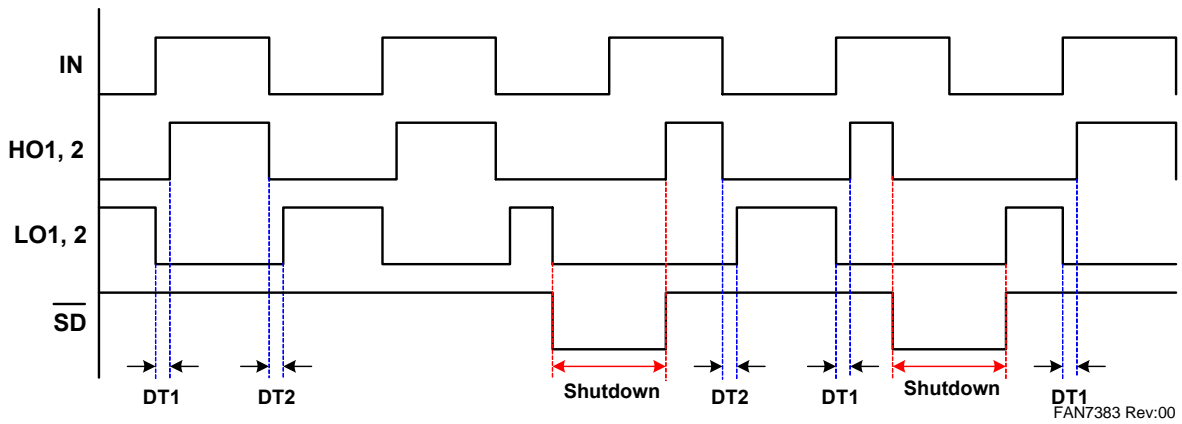 IN
HO1, 2
LO1, 2
SD
DT1 DT2 Shutdown DT2 DT1 Shutdown DT1
FAN7383 Rev:00